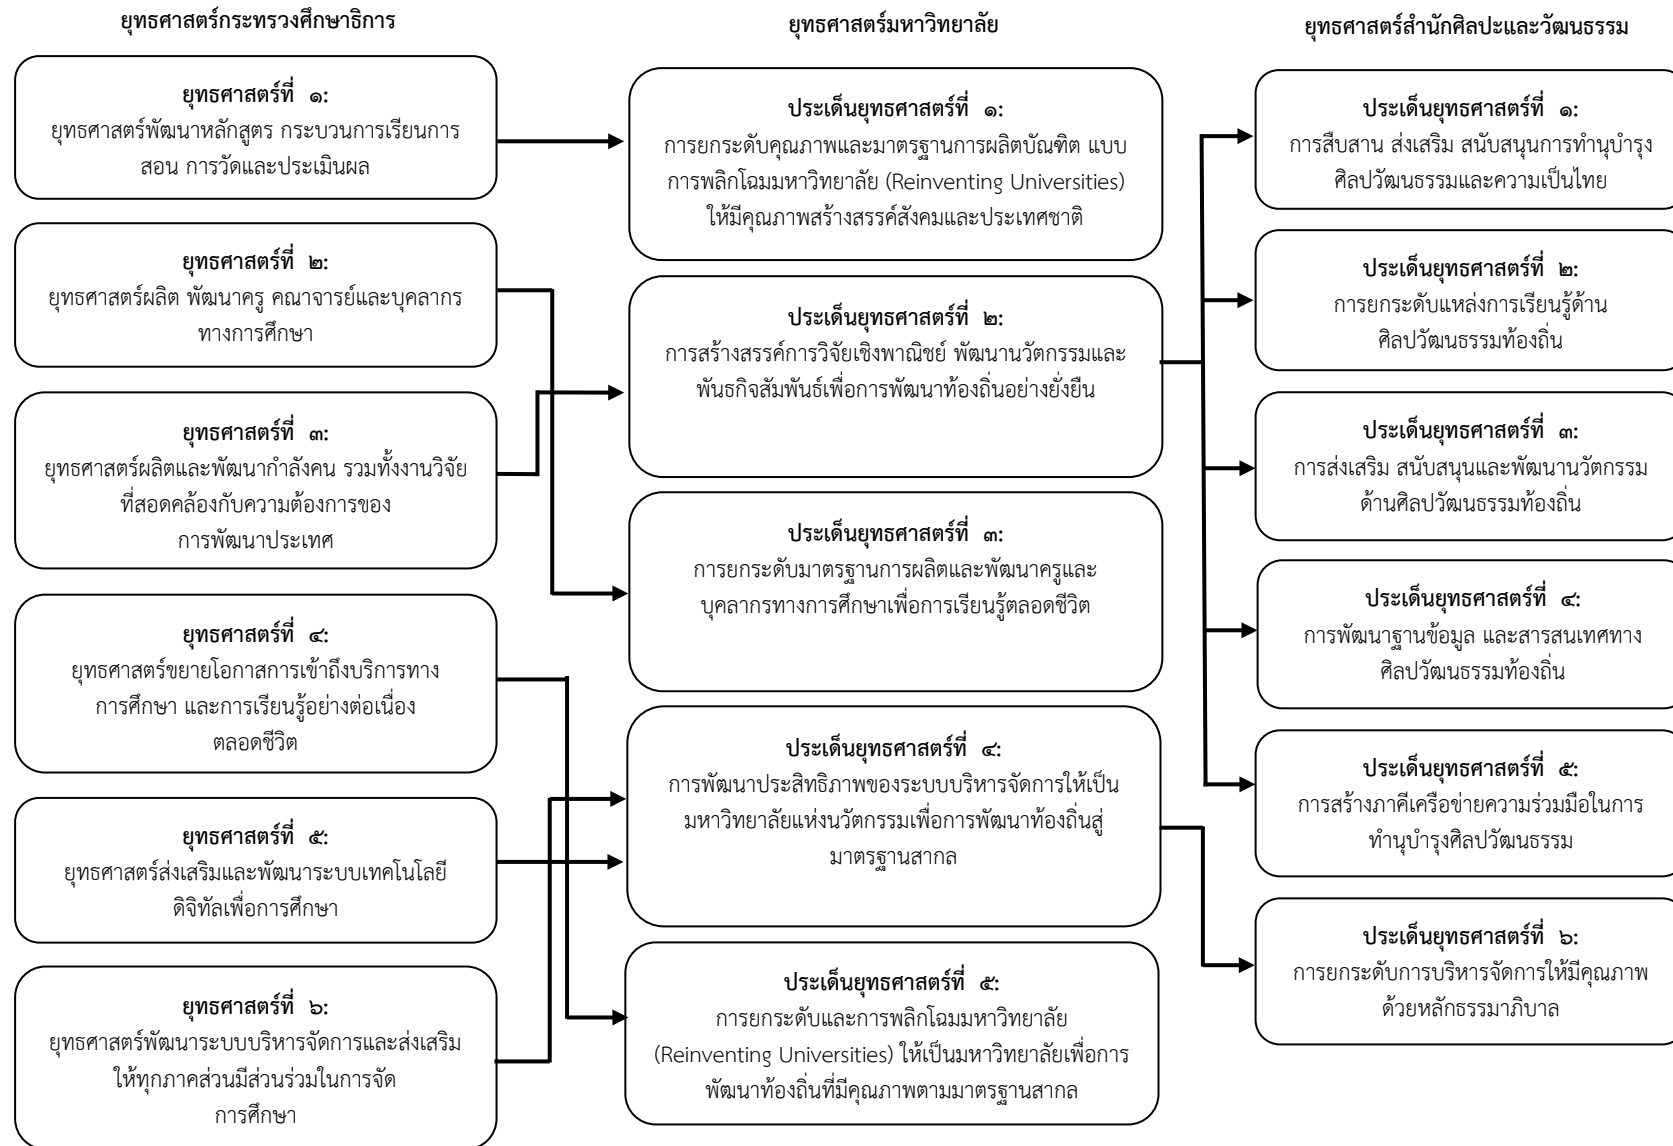 ยุทธศาสตร์กระทรวงศึกษาธิการ
ยุทธศาสตร์ที่ ๑:
ยุทธศาสตร์พัฒนาหลักสูตร กระบวนการเรียนการ
สอน การวัดและประเมินผล
ยุทธศาสตร์ที่ ๒:
ยุทธศาสตร์ผลิต พัฒนาครู คณาจารย์และบุคลากร
ทางการศึกษา
ยุทธศาสตร์ที่ ๓:
ยุทธศาสตร์ผลิตและพัฒนากำลังคน รวมทั้งงานวิจัย
ที่สอดคล้องกับความต้องการของ
การพัฒนาประเทศ
ยุทธศาสตร์ที่ ๔:
ยุทธศาสตร์ขยายโอกาสการเข้าถึงบริการทาง
การศึกษา และการเรียนรู้อย่างต่อเนื่อง
ตลอดชีวิต
ยุทธศาสตร์ที่ ๕:
ยุทธศาสตร์ส่งเสริมและพัฒนาระบบเทคโนโลยี
ดิจิทัลเพื่อการศึกษา
ยุทธศาสตร์ที่ ๖:
ยุทธศาสตร์พัฒนาระบบบริหารจัดการและส่งเสริม
ให้ทุกภาคส่วนมีส่วนร่วมในการจัด
การศึกษา
ยุทธศาสตร์มหาวิทยาลัย
ประเด็นยุทธศาสตร์ที่ ๑:
การยกระดับคุณภาพและมาตรฐานการผลิตบัณฑิต แบบ
การพลิกโฉมมหาวิทยาลัย (Reinventing Universities)
ให้มีคุณภาพสร้างสรรค์สังคมและประเทศชาติ
ประเด็นยุทธศาสตร์ที่ ๒:
การสร้างสรรค์การวิจัยเชิงพาณิชย์ พัฒนานวัตกรรมและ
พันธกิจสัมพันธ์เพื่อการพัฒนาท้องถิ่นอย่างยั่งยืน
ประเด็นยุทธศาสตร์ที่ ๓:
การยกระดับมาตรฐานการผลิตและพัฒนาครูและ
บุคลากรทางการศึกษาเพื่อการเรียนรู้ตลอดชีวิต
ประเด็นยุทธศาสตร์ที่ ๔:
การพัฒนาประสิทธิภาพของระบบบริหารจัดการให้เป็น
มหาวิทยาลัยแห่งนวัตกรรมเพื่อการพัฒนาท้องถิ่นสู่
มาตรฐานสากล
ประเด็นยุทธศาสตร์ที่ ๕:
การยกระดับและการพลิกโฉมมหาวิทยาลัย
(Reinventing Universities) ให้เป็นมหาวิทยาลัยเพื่อการ
พัฒนาท้องถิ่นที่มีคุณภาพตามมาตรฐานสากล
ยุทธศาสตร์สำนักศิลปะและวัฒนธรรม
ประเด็นยุทธศาสตร์ที่ ๑:
การสืบสาน ส่งเสริม สนับสนุนการทำนุบำรุง
ศิลปวัฒนธรรมและความเป็นไทย
ประเด็นยุทธศาสตร์ที่ ๒:
การยกระดับแหล่งการเรียนรู้ด้าน
ศิลปวัฒนธรรมท้องถิ่น
ประเด็นยุทธศาสตร์ที่ ๓:
การส่งเสริม สนับสนุนและพัฒนานวัตกรรม
ด้านศิลปวัฒนธรรมท้องถิ่น
ประเด็นยุทธศาสตร์ที่ ๔:
การพัฒนาฐานข้อมูล และสารสนเทศทาง
ศิลปวัฒนธรรมท้องถิ่น
ประเด็นยุทธศาสตร์ที่ ๕:
การสร้างภาคีเครือข่ายความร่วมมือในการ
ทำนุบำรุงศิลปวัฒนธรรม
ประเด็นยุทธศาสตร์ที่ ๖:
การยกระดับการบริหารจัดการให้มีคุณภาพ
ด้วยหลักธรรมาภิบาล